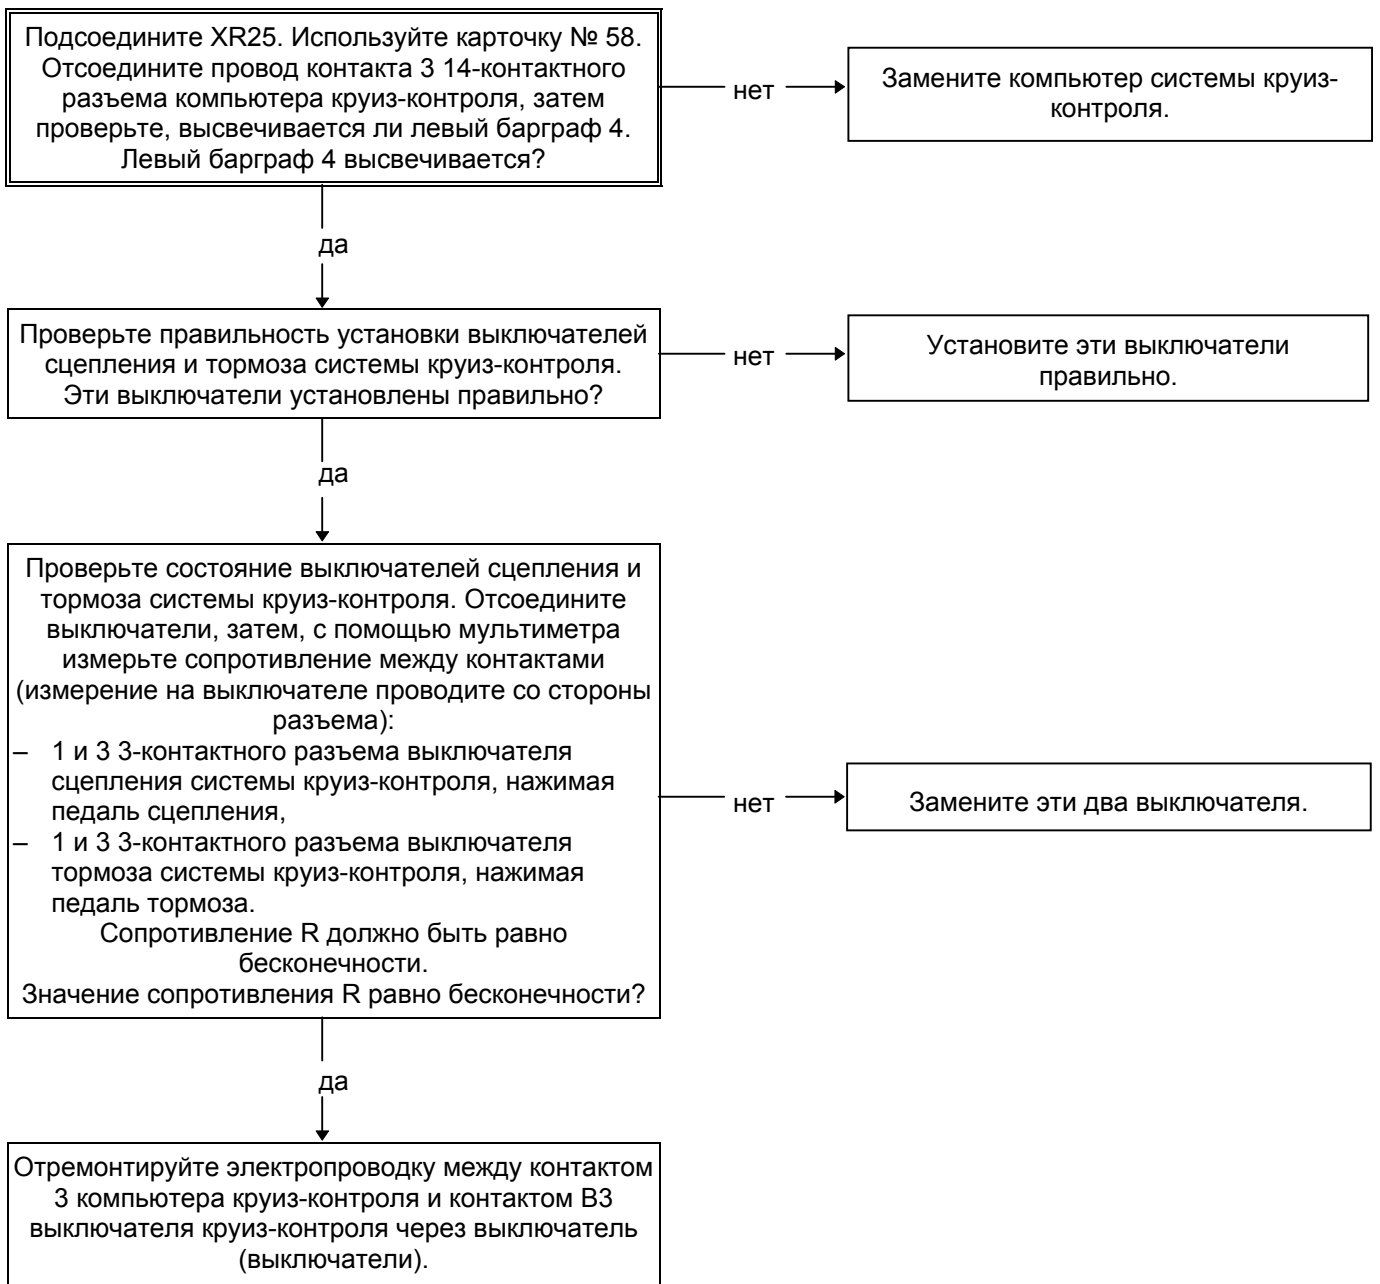 Подсоедините XR25. Используйте карточку № 58.
Отсоедините провод контакта 3 14-контактного
разъема компьютера круиз-контроля, затем
проверьте, высвечивается ли левый барграф 4.
Левый барграф 4 высвечивается?
нет
Замените компьютер системы круиз-
контроля.
да
Проверьте правильность установки выключателей
сцепления и тормоза системы круиз-контроля.
Эти выключатели установлены правильно?
нет
Установите эти выключатели
правильно.
да
Проверьте состояние выключателей сцепления и
тормоза системы круиз-контроля. Отсоедините
выключатели, затем, с помощью мультиметра
измерьте сопротивление между контактами
(измерение на выключателе проводите со стороны
разъема):
– 1 и 3 3-контактного разъема выключателя
сцепления системы круиз-контроля, нажимая
педаль сцепления,
– 1 и 3 3-контактного разъема выключателя
тормоза системы круиз-контроля, нажимая
педаль тормоза.
Сопротивление R должно быть равно
бесконечности.
Значение сопротивления R равно бесконечности?
нет
Замените эти два выключателя.
да
Отремонтируйте электропроводку между контактом
3 компьютера круиз-контроля и контактом В3
выключателя круиз-контроля через выключатель
(выключатели).